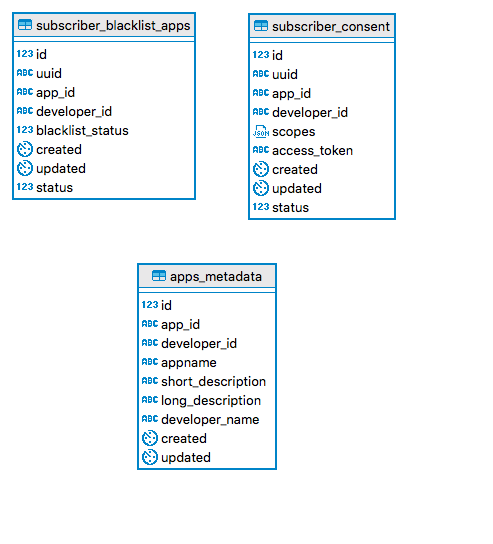 subscriber_blacklist_apps
123 id
ABC uuid
ABC app_id
ABC developer_id
123 blacklist_status
created
updated
123 status
subscriber_consent
123 id
ABC uuid
ABC app_id
ABC developer_id
JSON scopes
ABC access_token
created
updated
123 status
apps_metadata
123 id
ABC app_id
ABC developer_id
ABC appname
ABC short_description
ABC long_description
ABC developer_name
created
updated